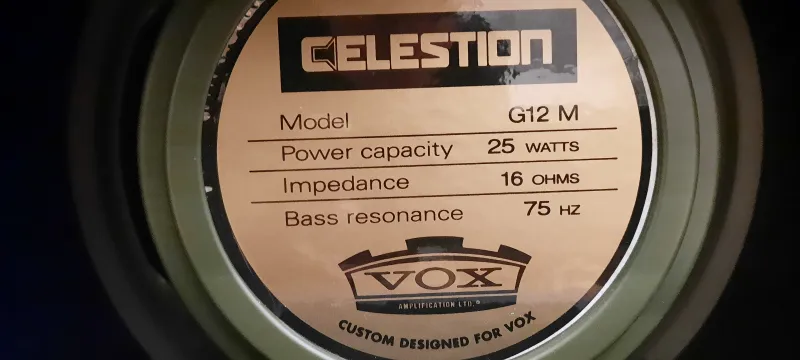 CELESTION
Model G12 M
Power capacity 25 WATTS
Impedance 16 OHMS
Bass resonance 75 HZ
VOX
AMPLIFICATION LTD.®
CUSTOM DESIGNED FOR VOX